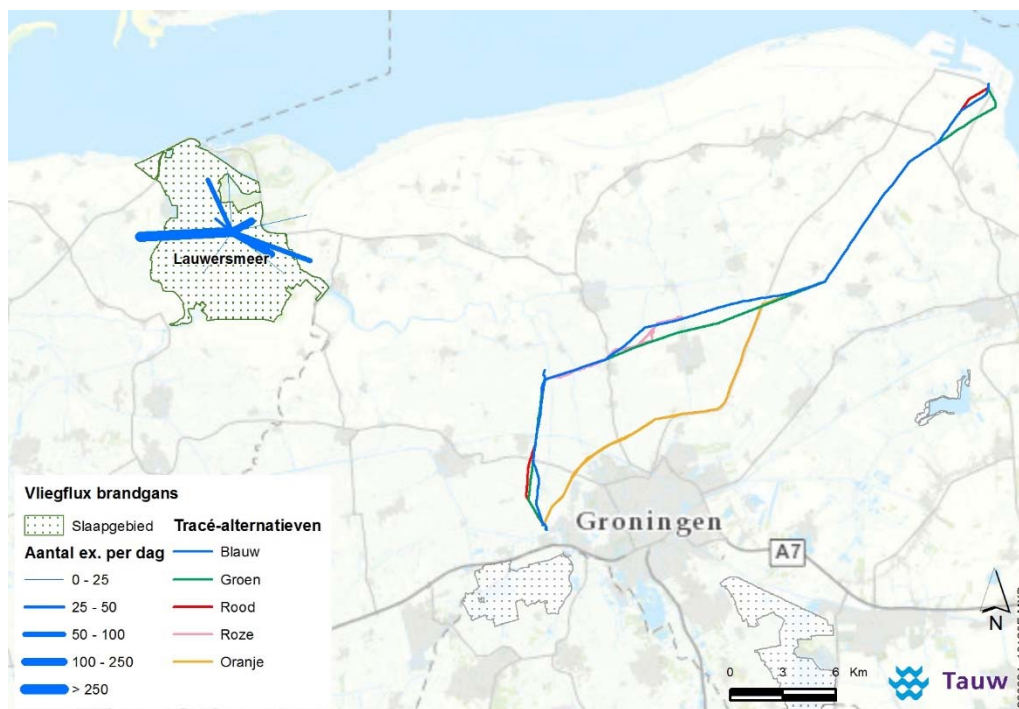 Lauwersmeer
Groningen
A7
Vliegflux brandgans
Slaapgebied
Aantal ex. per dag
0 - 25
25 - 50
50 - 100
100 - 250
> 250
Tracé-alternatieven
Blauw
Groen
Rood
Roze
Oranje
N
0 3 6 Km
Tauw